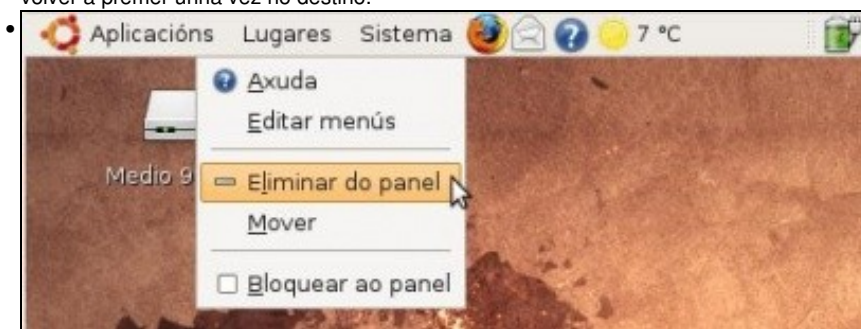 volver a premer unha vez no destino.
Aplicacións Lugares Sistema 7 °C
Axuda
Editar menús
Medio 9
Eliminar do panel
Mover
Bloquear ao panel